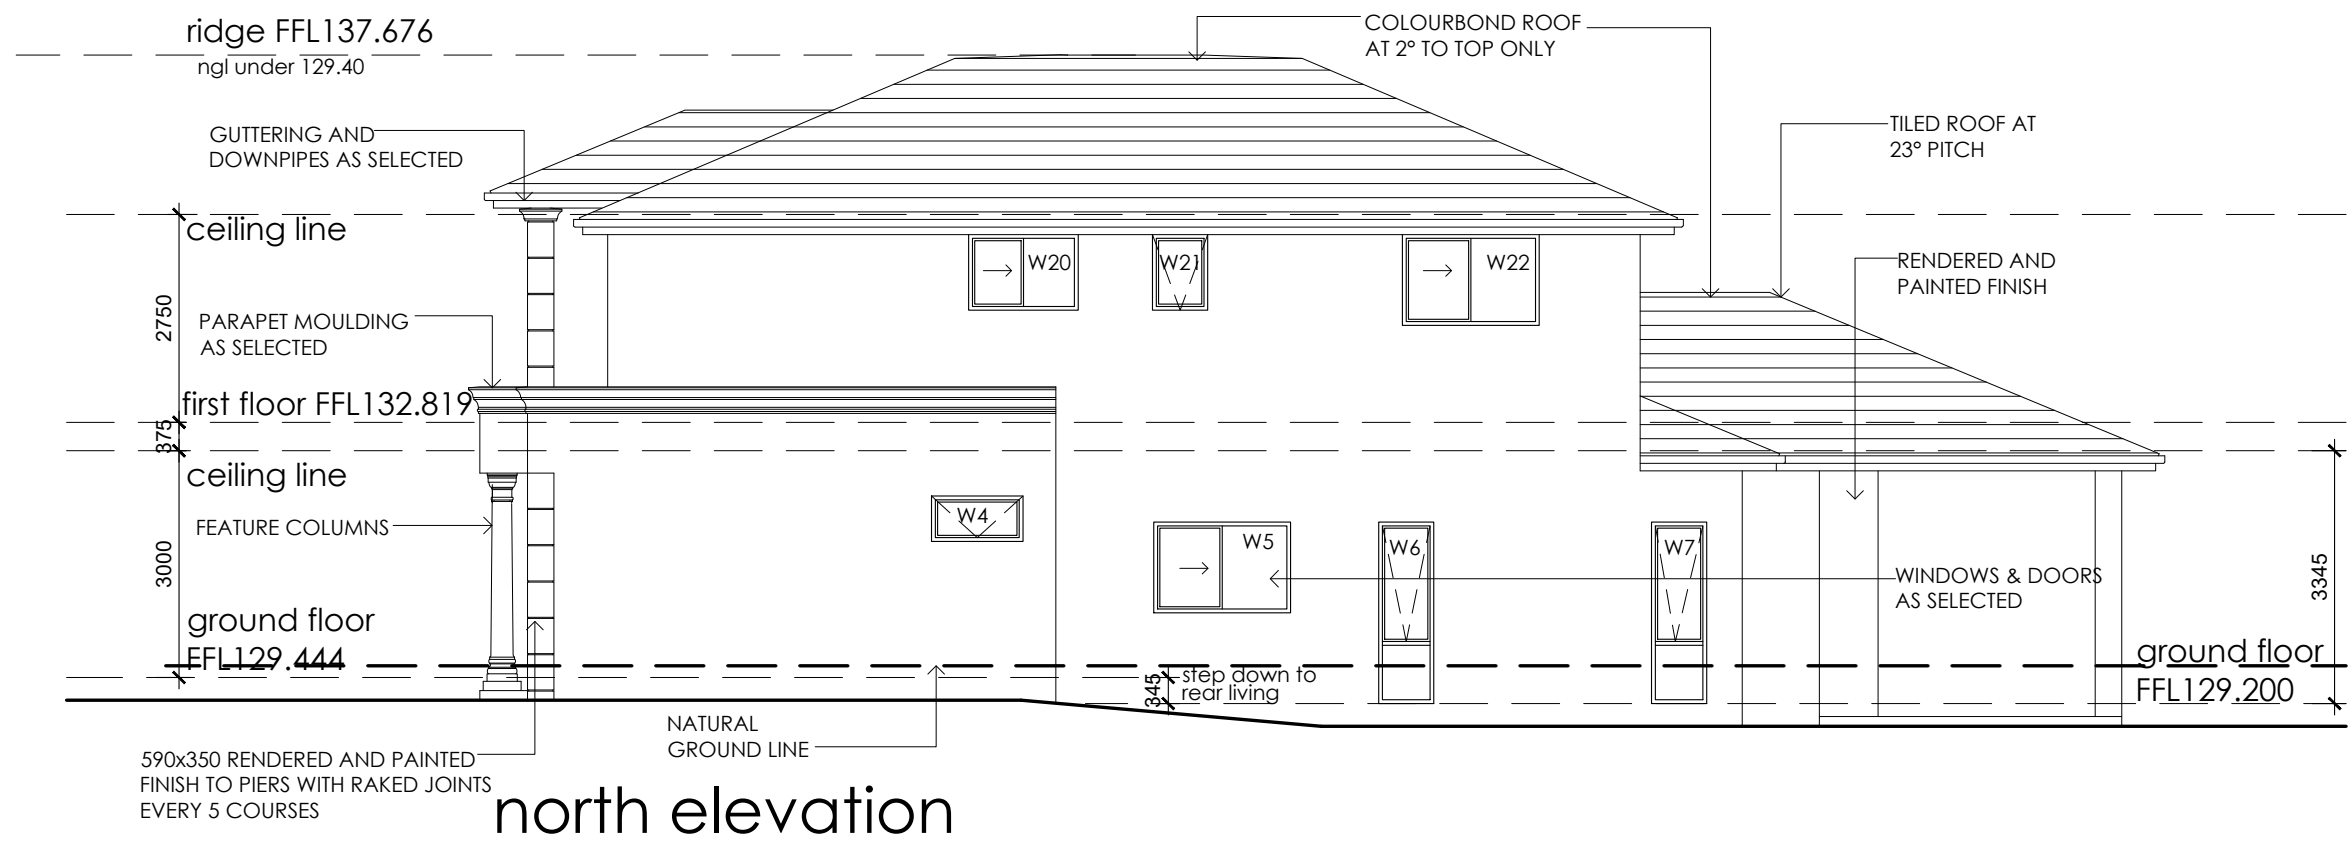 ridge FFL137.676
ngl under 129.40
COLOURBOND ROOF
AT 2° TO TOP ONLY
GUTTERING AND
DOWNPIPES AS SELECTED
TILED ROOF AT
23° PITCH
ceiling line
W20
W21
W22
RENDERED AND
PAINTED FINISH
2750
PARAPET MOULDING
AS SELECTED
first floor FFL132.819
375
ceiling line
FEATURE COLUMNS
W4
W5
W6
W7
3000
3345
WINDOWS & DOORS
AS SELECTED
ground floor
FFL129.444
345
step down to
rear living
ground floor
FFL129.200
NATURAL
GROUND LINE
590x350 RENDERED AND PAINTED
FINISH TO PIERS WITH RAKED JOINTS
EVERY 5 COURSES
north elevation